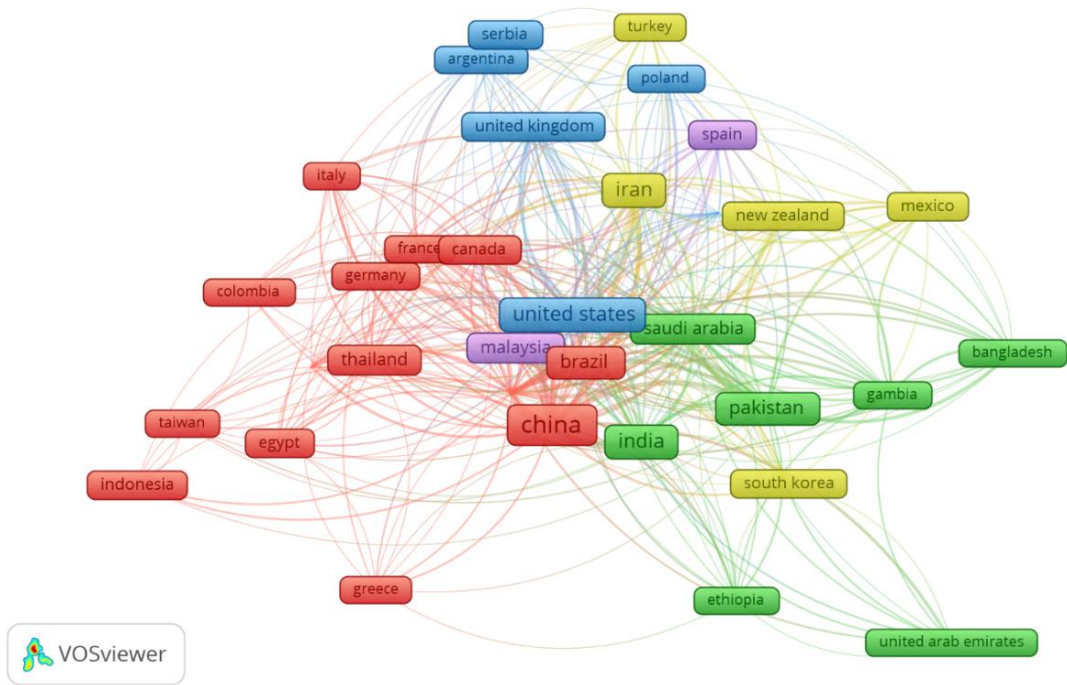 serbia
turkey
argentina
poland
united kingdom
spain
italy
iran
mexico
new zealand
france
canada
germany
colombia
united states
saudi arabia
malaysia
bangladesh
thailand
brazil
gambia
pakistan
taiwan
china
egypt
india
indonesia
south korea
greece
ethiopia
united arab emirates
VOSviewer